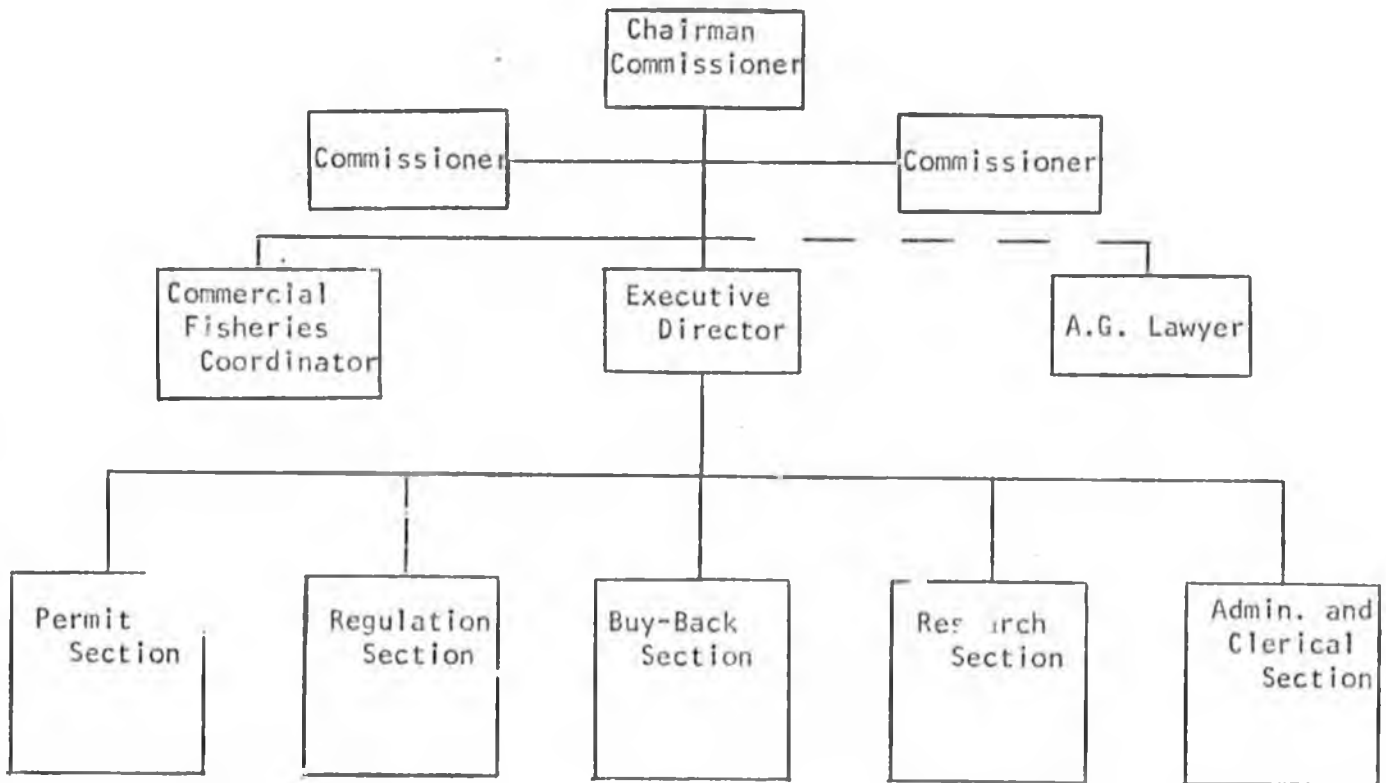 Chairman
Commissioner
Commissioner
Commissioner
Commercial
Fisheries
Coordinator
Executive
Director
A.G. Lawyer
Permit
Section
Regulation
Section
Buy-Back
Section
Section
Admin. and
Clerical
Section